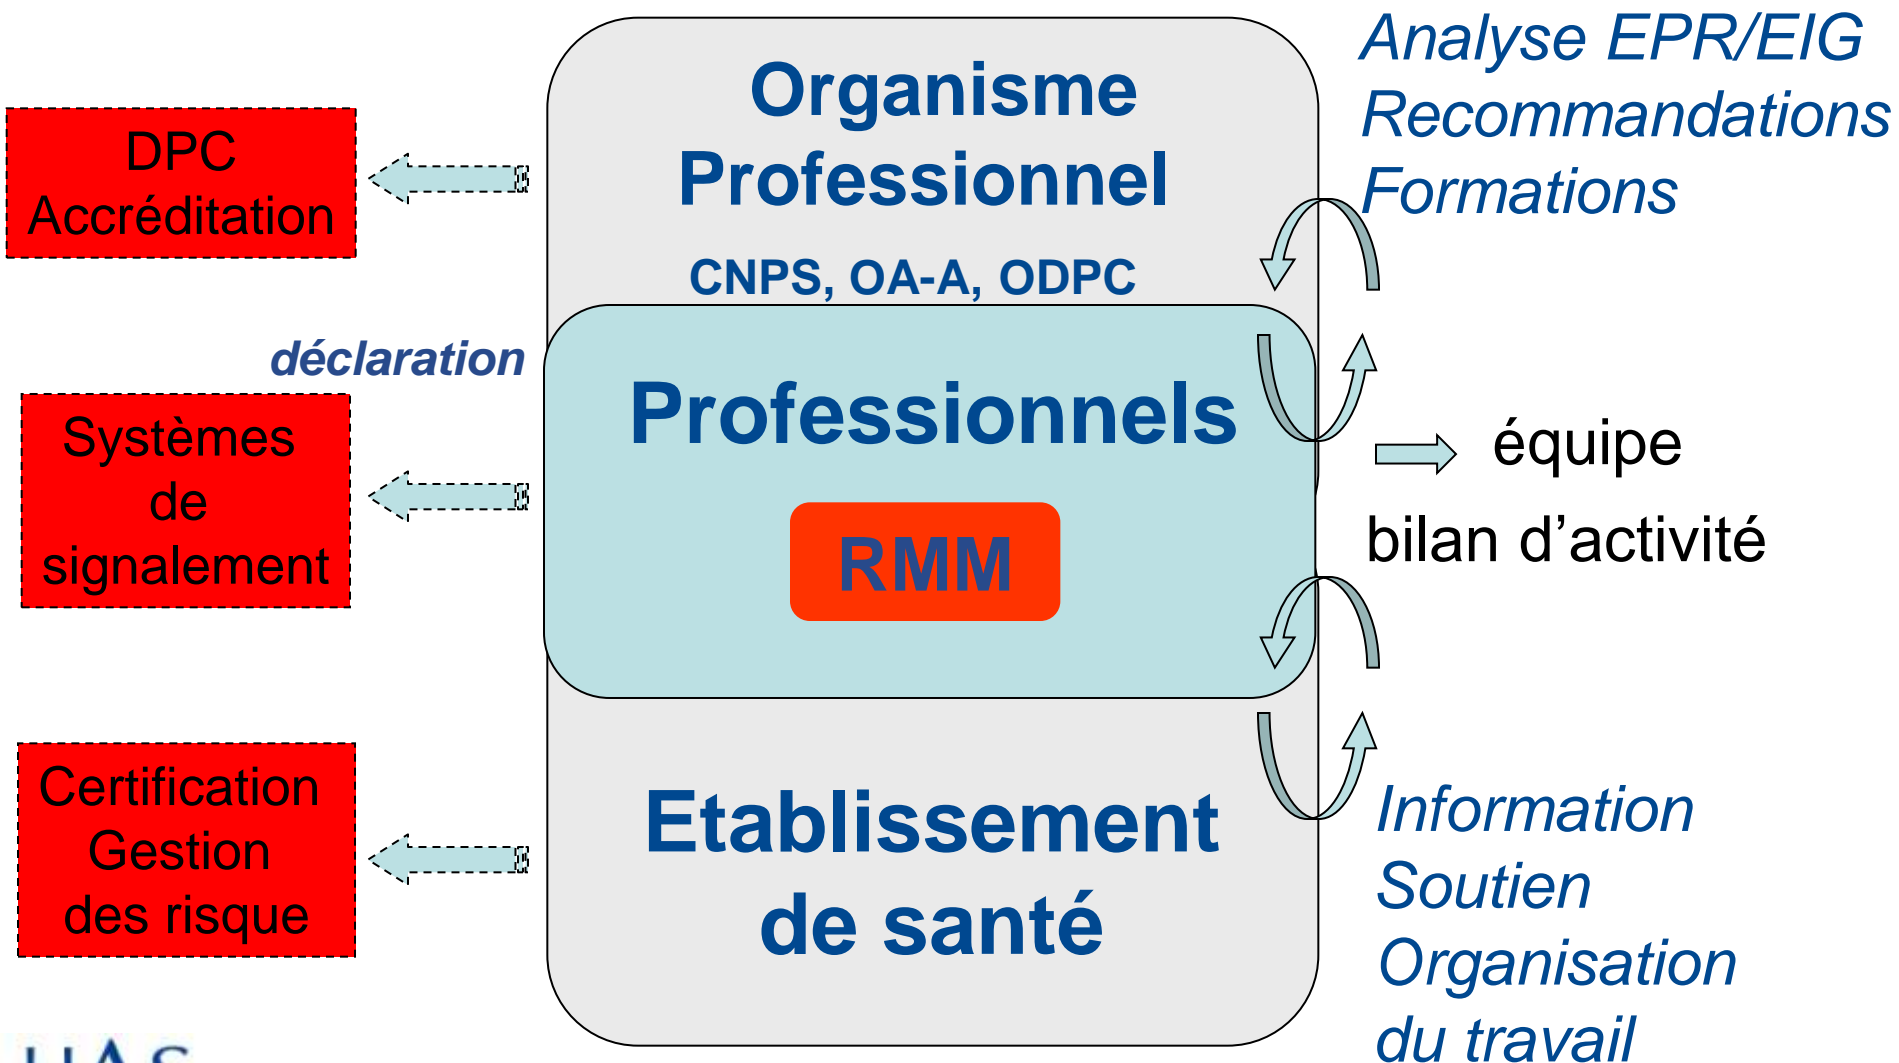 Organisme
Professionnel
CNPS, OA-A, ODPC
Analyse EPR/EIG
Recommandations
Formations
DPC
Accréditation
déclaration
Systèmes
de
signalement
Professionnels
RMM
équipe
bilan d’activité
Certification
Gestion
des risque
Etablissement
de santé
Information
Soutien
Organisation
du travail
HAS